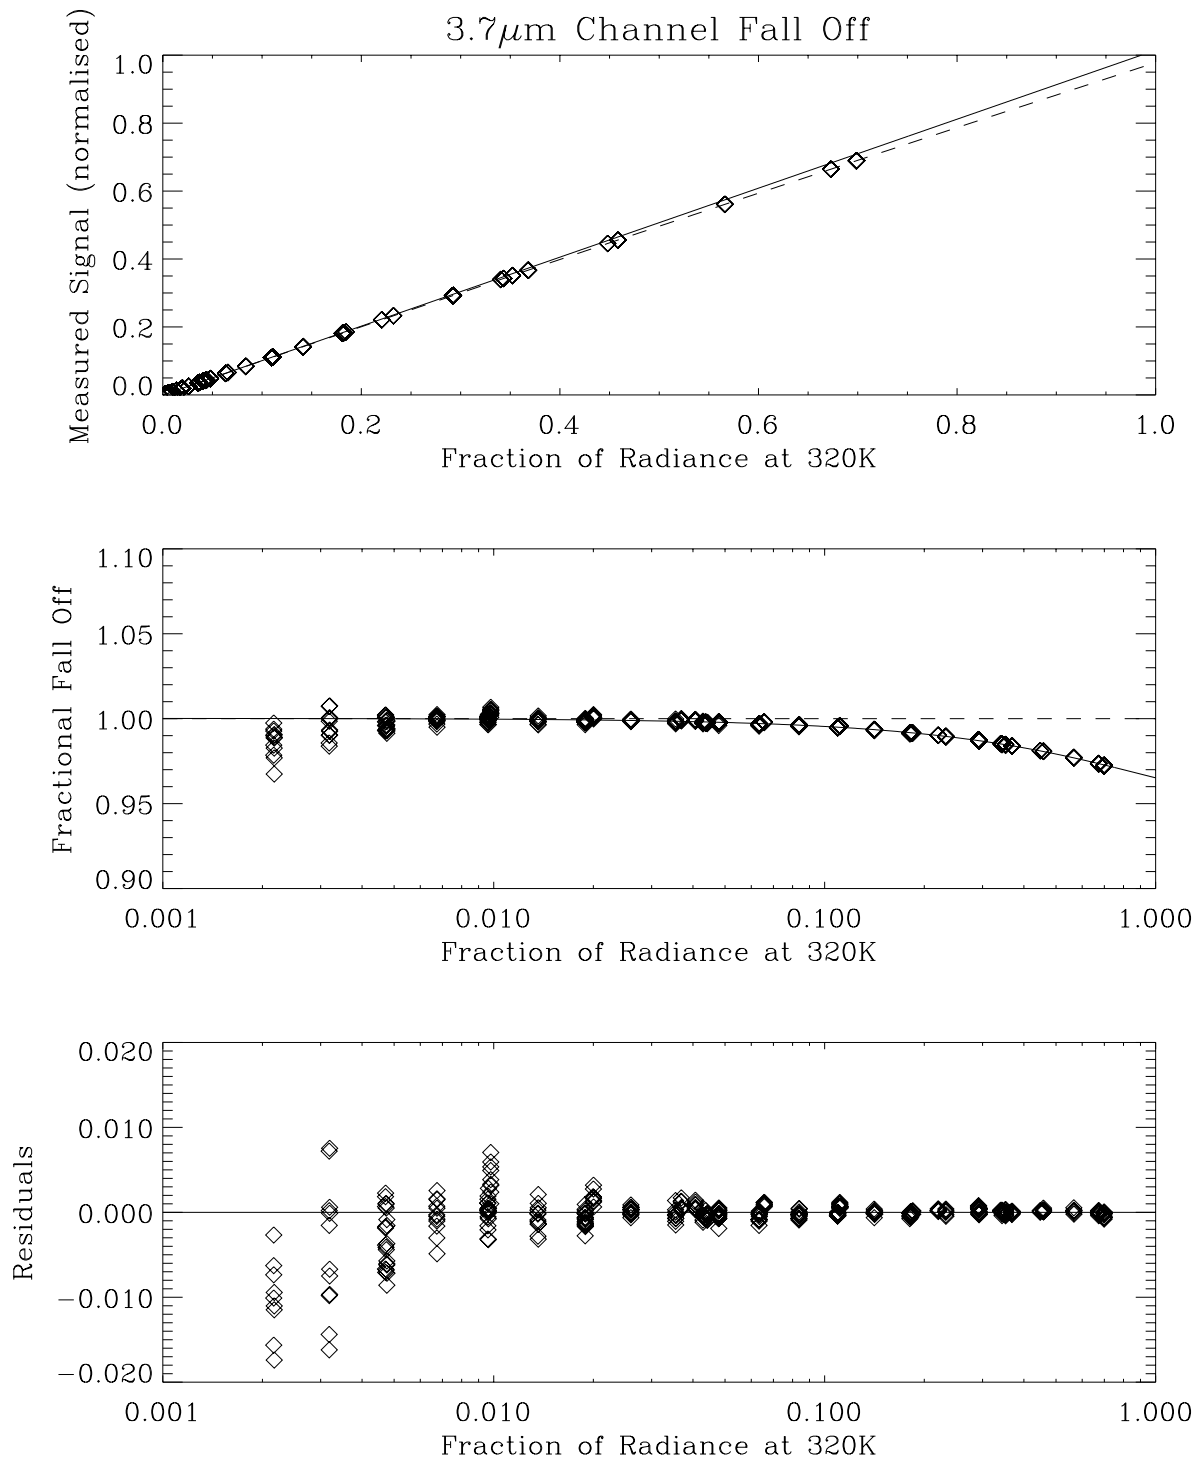 3.7μm Channel Fall Off
Measured Signal (normalised)
1.0
0.8
0.6
0.4
0.2
0.0
0.0 0.2 0.4 0.6 0.8 1.0
Fraction of Radiance at 320K
Fractional Fall Off
1.10
1.05
1.00
0.95
0.90
0.001 0.010 0.100 1.000
Fraction of Radiance at 320K
Residuals
0.020
0.010
0.000
−0.010
−0.020
0.001 0.010 0.100 1.000
Fraction of Radiance at 320K